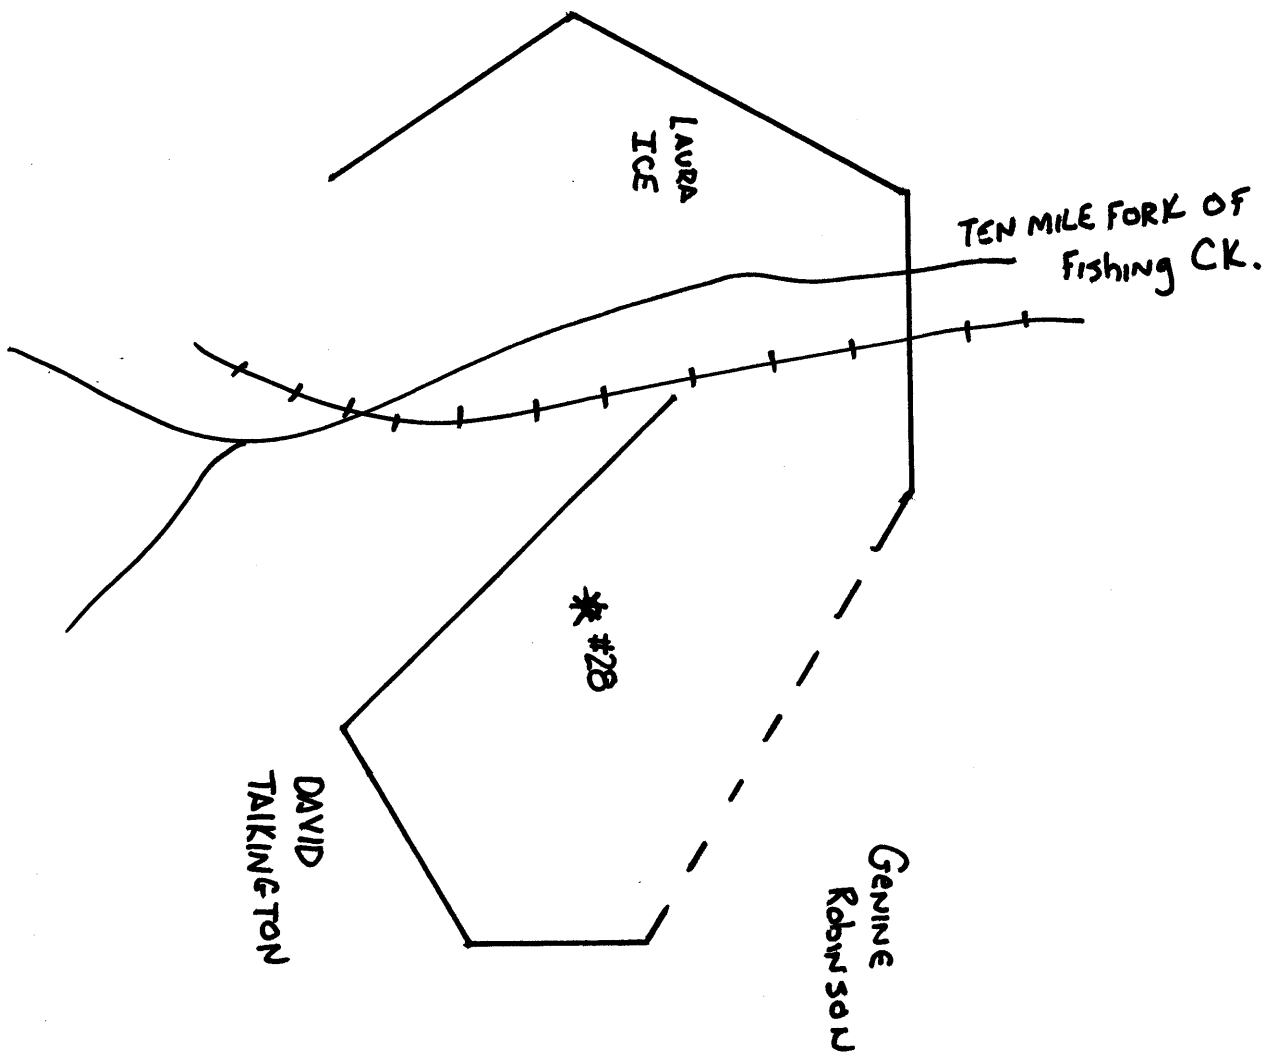 LAURA
ICE
TEN MILE FORK OF
Fishing CK.
* #28
DAVID
TALKINGTON
GENINE
RobINSON